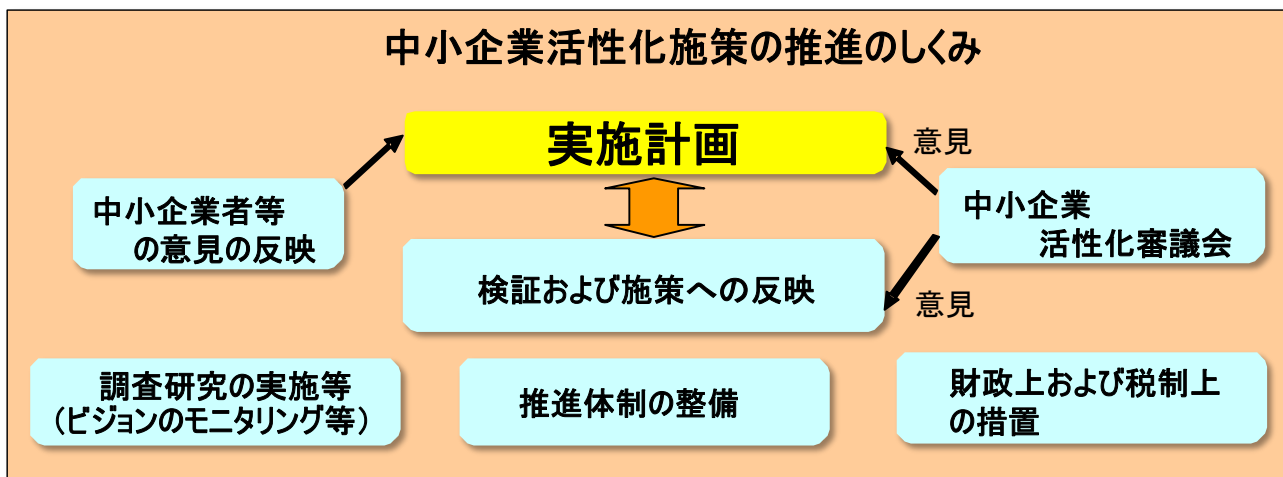 中小企業活性化施策の推進のしくみ
実施計画
意見
中小企業者等
の意見の反映
中小企業
活性化審議会
検証および施策への反映
意見
調査研究の実施等
(ビジョンのモニタリング等)
推進体制の整備
財政上および税制上
の措置